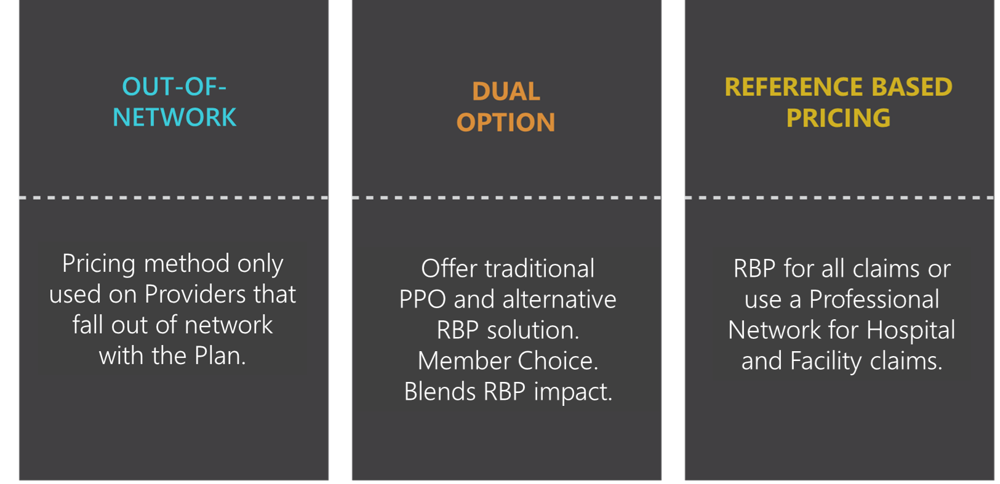 OUT-OF-
NETWORK
Pricing method only
used on Providers that
fall out of network
with the Plan.
DUAL
OPTION
Offer traditional
PPO and alternative
RBP solution.
Member Choice.
Blends RBP impact.
REFERENCE BASED
PRICING
RBP for all claims or
use a Professional
Network for Hospital
and Facility claims.